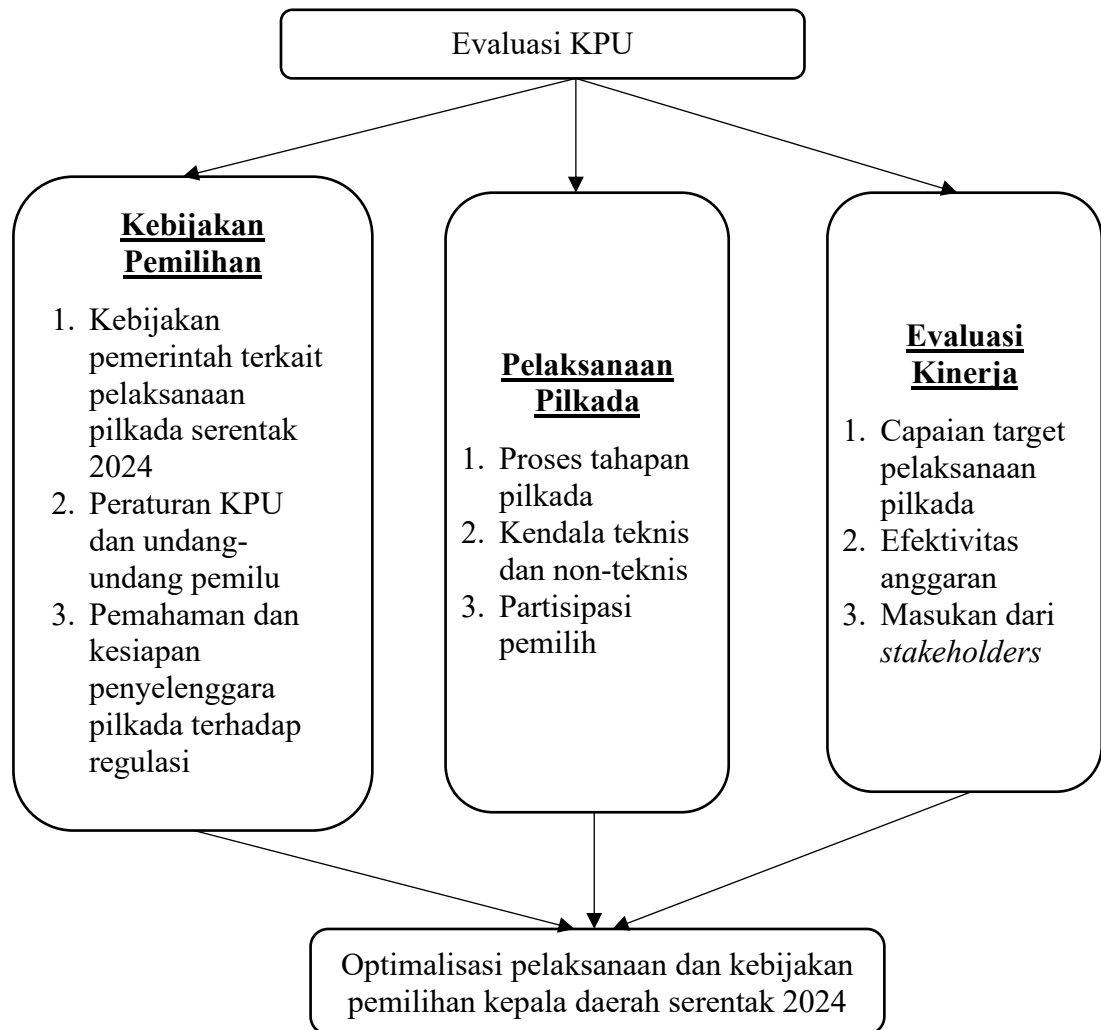 Evaluasi KPU
Kebijakan
Pemilihan
1. Kebijakan
pemerintah terkait
pelaksanaan
pilkada serentak
2024
2. Peraturan KPU
dan undang-
undang pemilu
3. Pemahaman dan
kesiapan
penyelenggara
pilkada terhadap
regulasi
Pelaksanaan
Pilkada
1. Proses tahapan
pilkada
2. Kendala teknis
dan non-teknis
3. Partisipasi
pemilih
Evaluasi
Kinerja
1. Capaian target
pelaksanaan
pilkada
2. Efektivitas
anggaran
3. Masukan dari
stakeholders
Optimalisasi pelaksanaan dan kebijakan
pemilihan kepala daerah serentak 2024